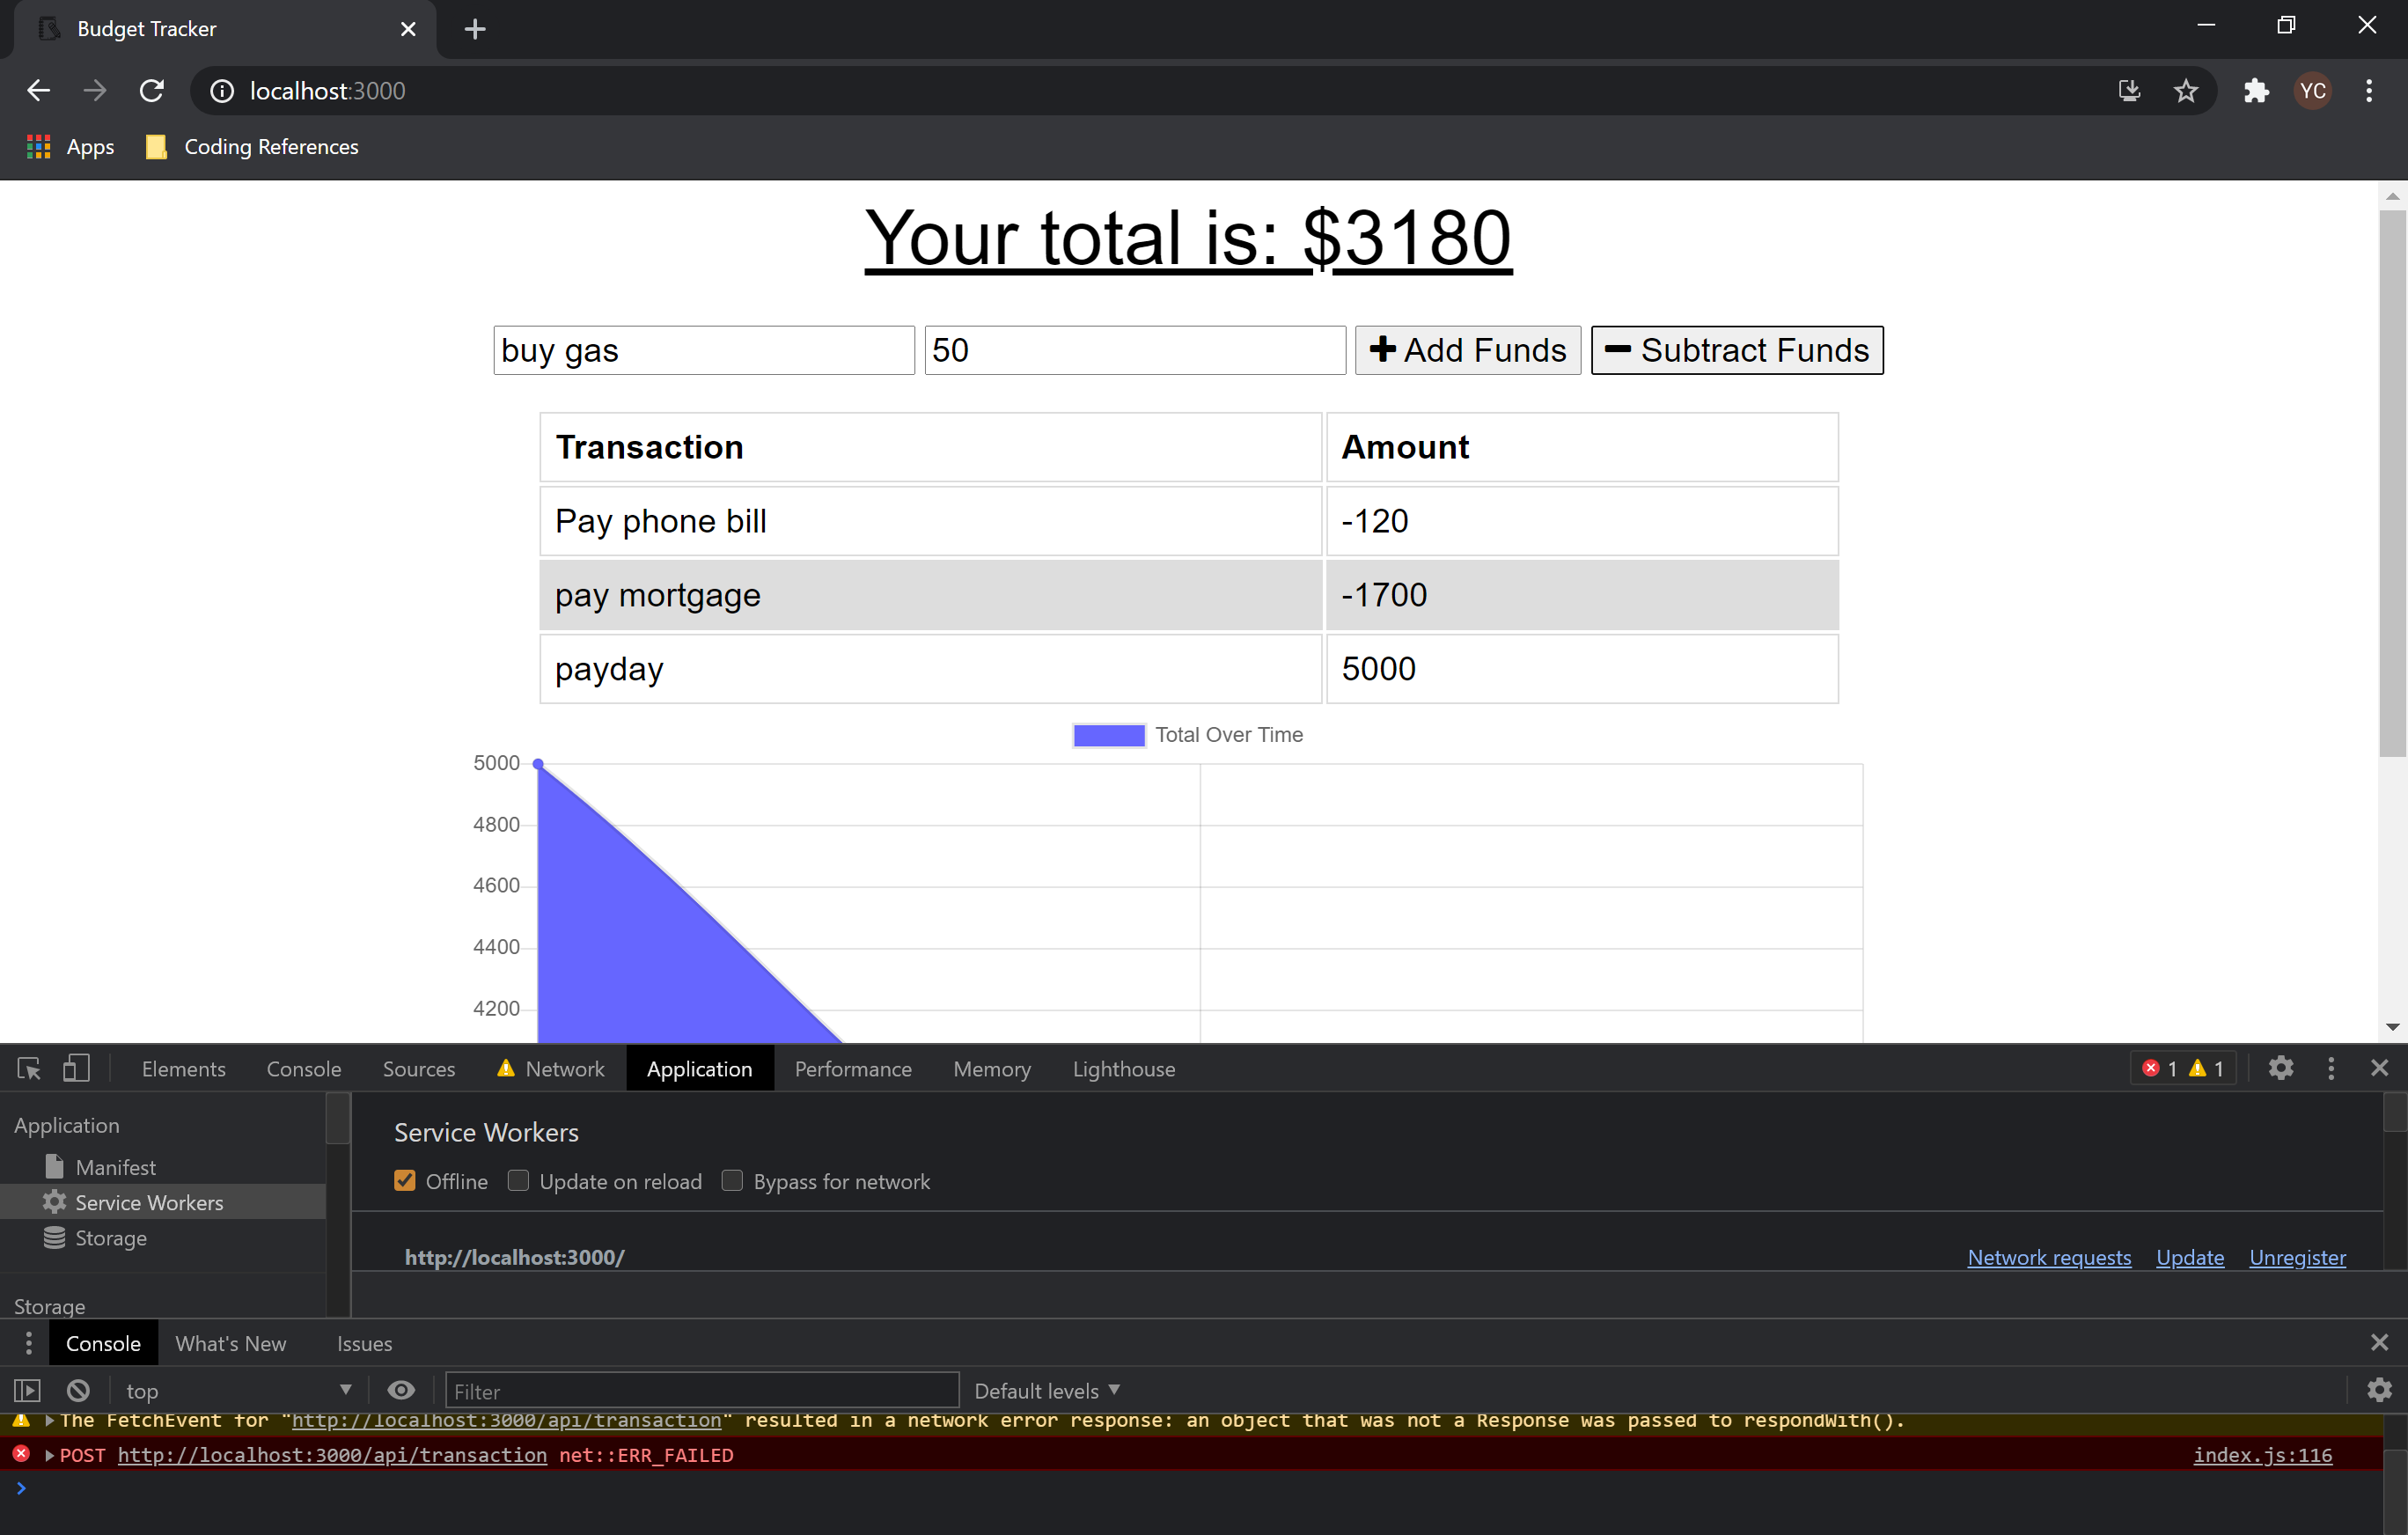 Budget Tracker
localhost:3000
YC
Apps
Coding References
Your total is: $3180
buy gas
50
Add Funds
Subtract Funds
Transaction Amount
Pay phone bill -120
pay mortgage -1700
payday 5000
Total Over Time
5000
4800
4600
4400
4200
Elements Console Sources Network Application Performance Memory Lighthouse 1 1
Application
Manifest
Service Workers
Storage
Storage
Service Workers
Offline Update on reload Bypass for network
http://localhost:3000/ Network requests Update Unregister
Console What's New Issues
top Filter Default levels
The FetchEvent for "http://localhost:3000/api/transaction" resulted in a network error response: an object that was not a Response was passed to respondWith().
POST http://localhost:3000/api/transaction net::ERR_FAILED index.js:116